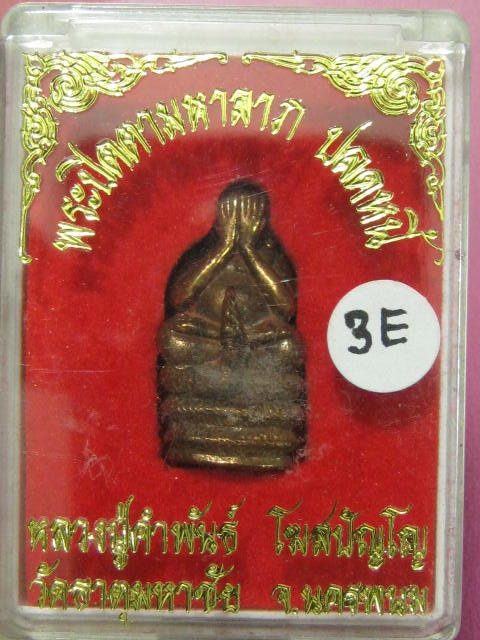 พระปิดตามหาลาภ ปลดหนี้
3E
หลวงปู่คำพันธ์ โฆสปัญโญ
วัดธาตุมหาชัย จ.นครพนม